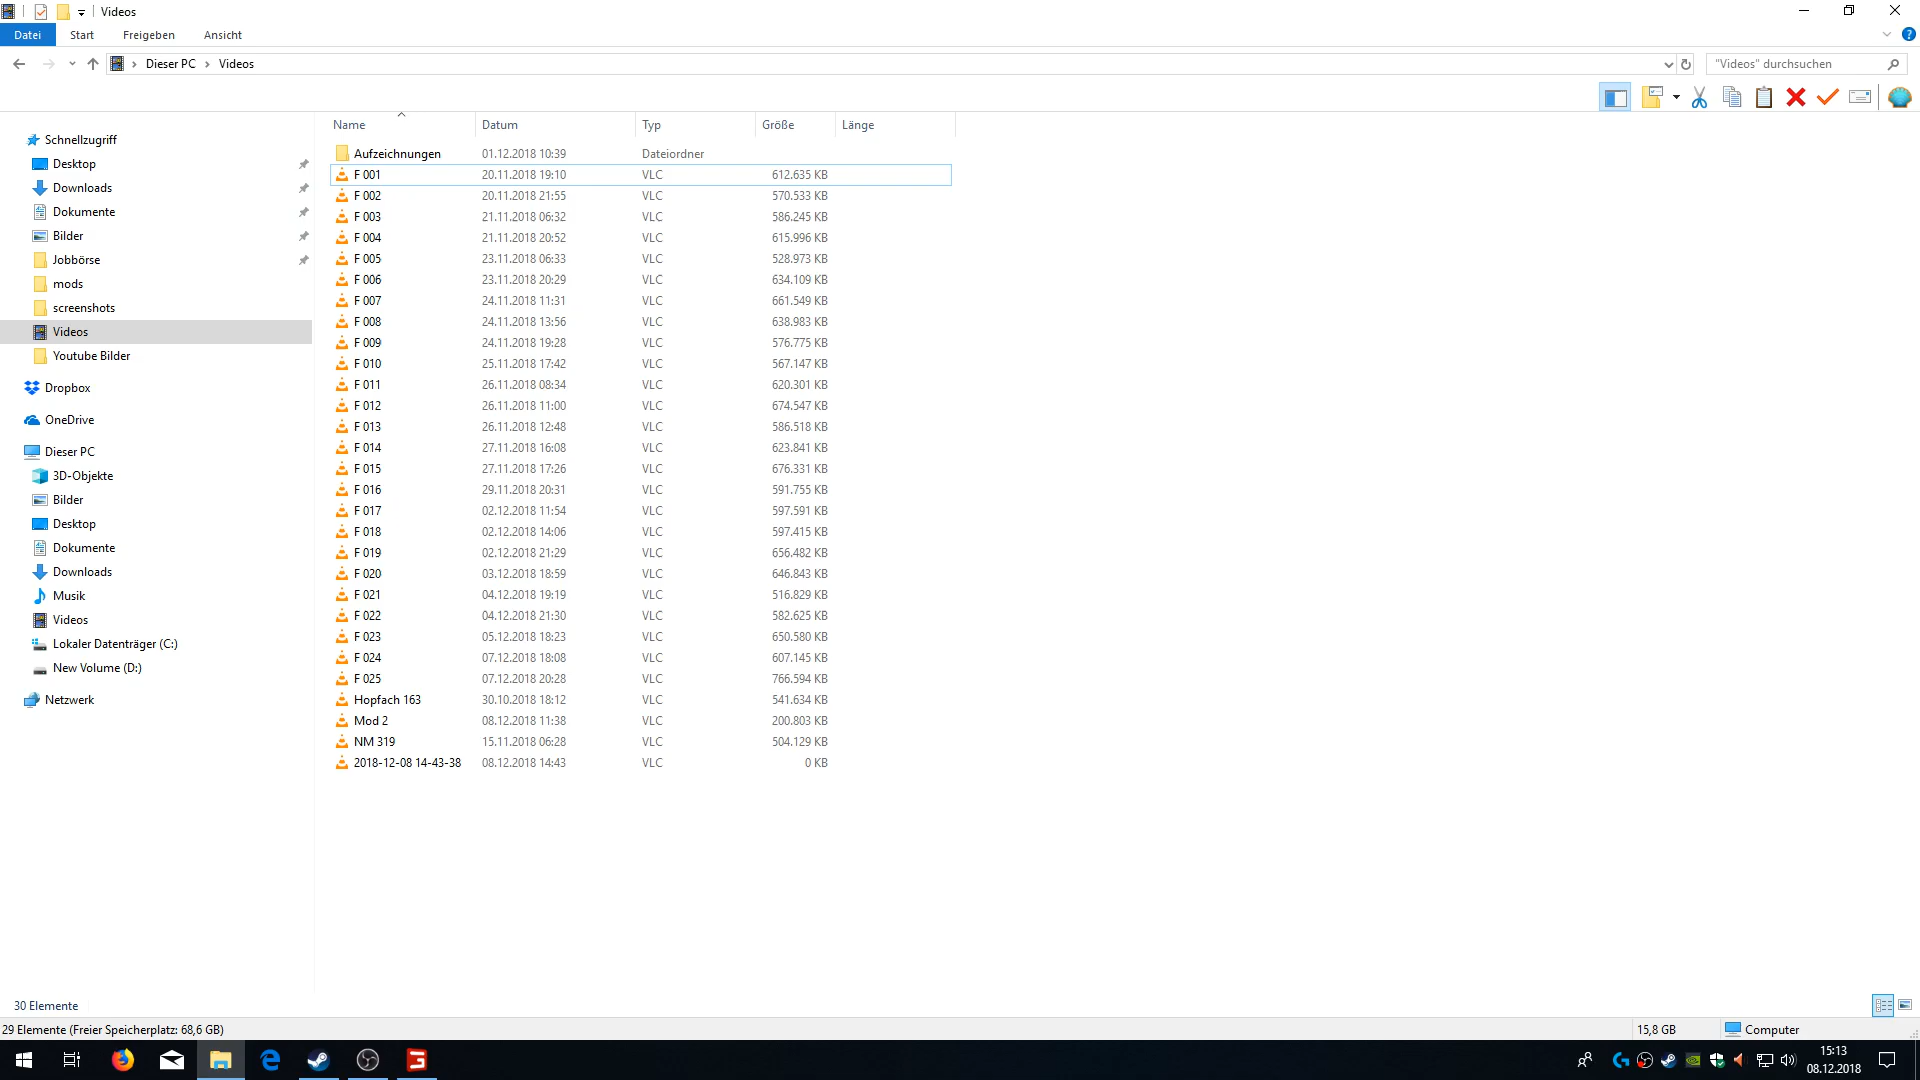 Videos
Datei Start Freigeben Ansicht
Dieser PC Videos "Videos" durchsuchen
Name Datum Typ Größe Länge
Schnellzugriff
Desktop
Downloads
Dokumente
Bilder
Jobbörse
mods
screenshots
Videos
Youtube Bilder
Dropbox
OneDrive
Dieser PC
3D-Objekte
Bilder
Desktop
Dokumente
Downloads
Musik
Videos
Lokaler Datenträger (C:)
New Volume (D:)
Netzwerk
Aufzeichnungen 01.12.2018 10:39 Dateiordner
F 001 20.11.2018 19:10 VLC 612.635 KB
F 002 20.11.2018 21:55 VLC 570.533 KB
F 003 21.11.2018 06:32 VLC 586.245 KB
F 004 21.11.2018 20:52 VLC 615.996 KB
F 005 23.11.2018 06:33 VLC 528.973 KB
F 006 23.11.2018 20:29 VLC 634.109 KB
F 007 24.11.2018 11:31 VLC 661.549 KB
F 008 24.11.2018 13:56 VLC 638.983 KB
F 009 24.11.2018 19:28 VLC 576.775 KB
F 010 25.11.2018 17:42 VLC 567.147 KB
F 011 26.11.2018 08:34 VLC 620.301 KB
F 012 26.11.2018 11:00 VLC 674.547 KB
F 013 26.11.2018 12:48 VLC 586.518 KB
F 014 27.11.2018 16:08 VLC 623.841 KB
F 015 27.11.2018 17:26 VLC 676.331 KB
F 016 29.11.2018 20:31 VLC 591.755 KB
F 017 02.12.2018 11:54 VLC 597.591 KB
F 018 02.12.2018 14:06 VLC 597.415 KB
F 019 02.12.2018 21:29 VLC 656.482 KB
F 020 03.12.2018 18:59 VLC 646.843 KB
F 021 04.12.2018 19:19 VLC 516.829 KB
F 022 04.12.2018 21:30 VLC 582.625 KB
F 023 05.12.2018 18:23 VLC 650.580 KB
F 024 07.12.2018 18:08 VLC 607.145 KB
F 025 07.12.2018 20:28 VLC 766.594 KB
Hopfach 163 30.10.2018 18:12 VLC 541.634 KB
Mod 2 08.12.2018 11:38 VLC 200.803 KB
NM 319 15.11.2018 06:28 VLC 504.129 KB
2018-12-08 14-43-38 08.12.2018 14:43 VLC 0 KB
30 Elemente
29 Elemente (Freier Speicherplatz: 68,6 GB) 15,8 GB Computer
15:13
08.12.2018